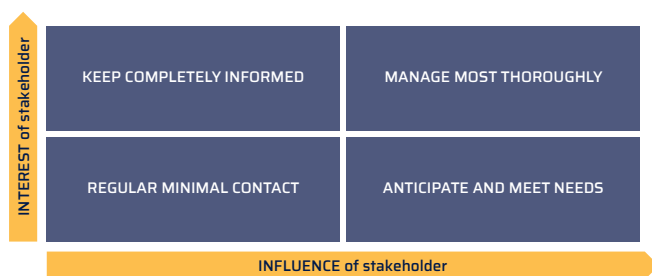 INTEREST of stakeholder
KEEP COMPLETELY INFORMED
MANAGE MOST THOROUGHLY
REGULAR MINIMAL CONTACT
ANTICIPATE AND MEET NEEDS
INFLUENCE of stakeholder